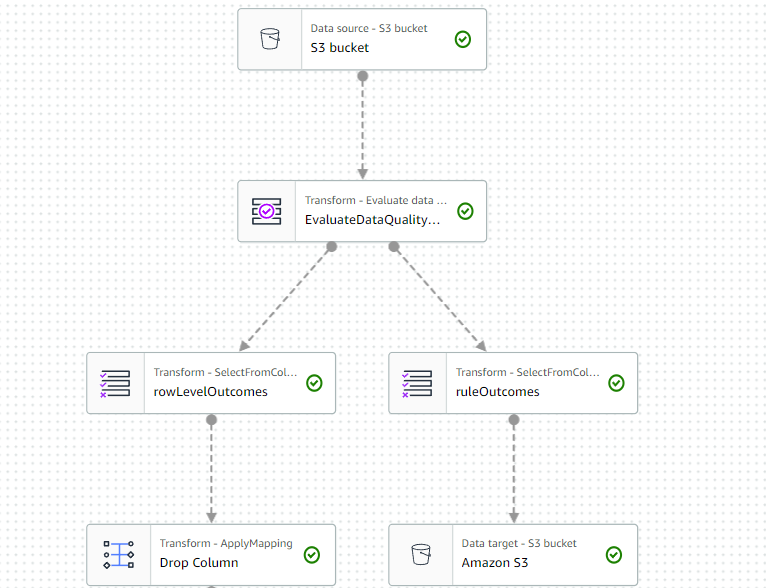 Data source - S3 bucket
S3 bucket
Transform - Evaluate data ...
EvaluateDataQuality...
Transform - SelectFromCol...
rowLevelOutcomes
Transform - SelectFromCol...
ruleOutcomes
Transform - ApplyMapping
Drop Column
Data target - S3 bucket
Amazon S3